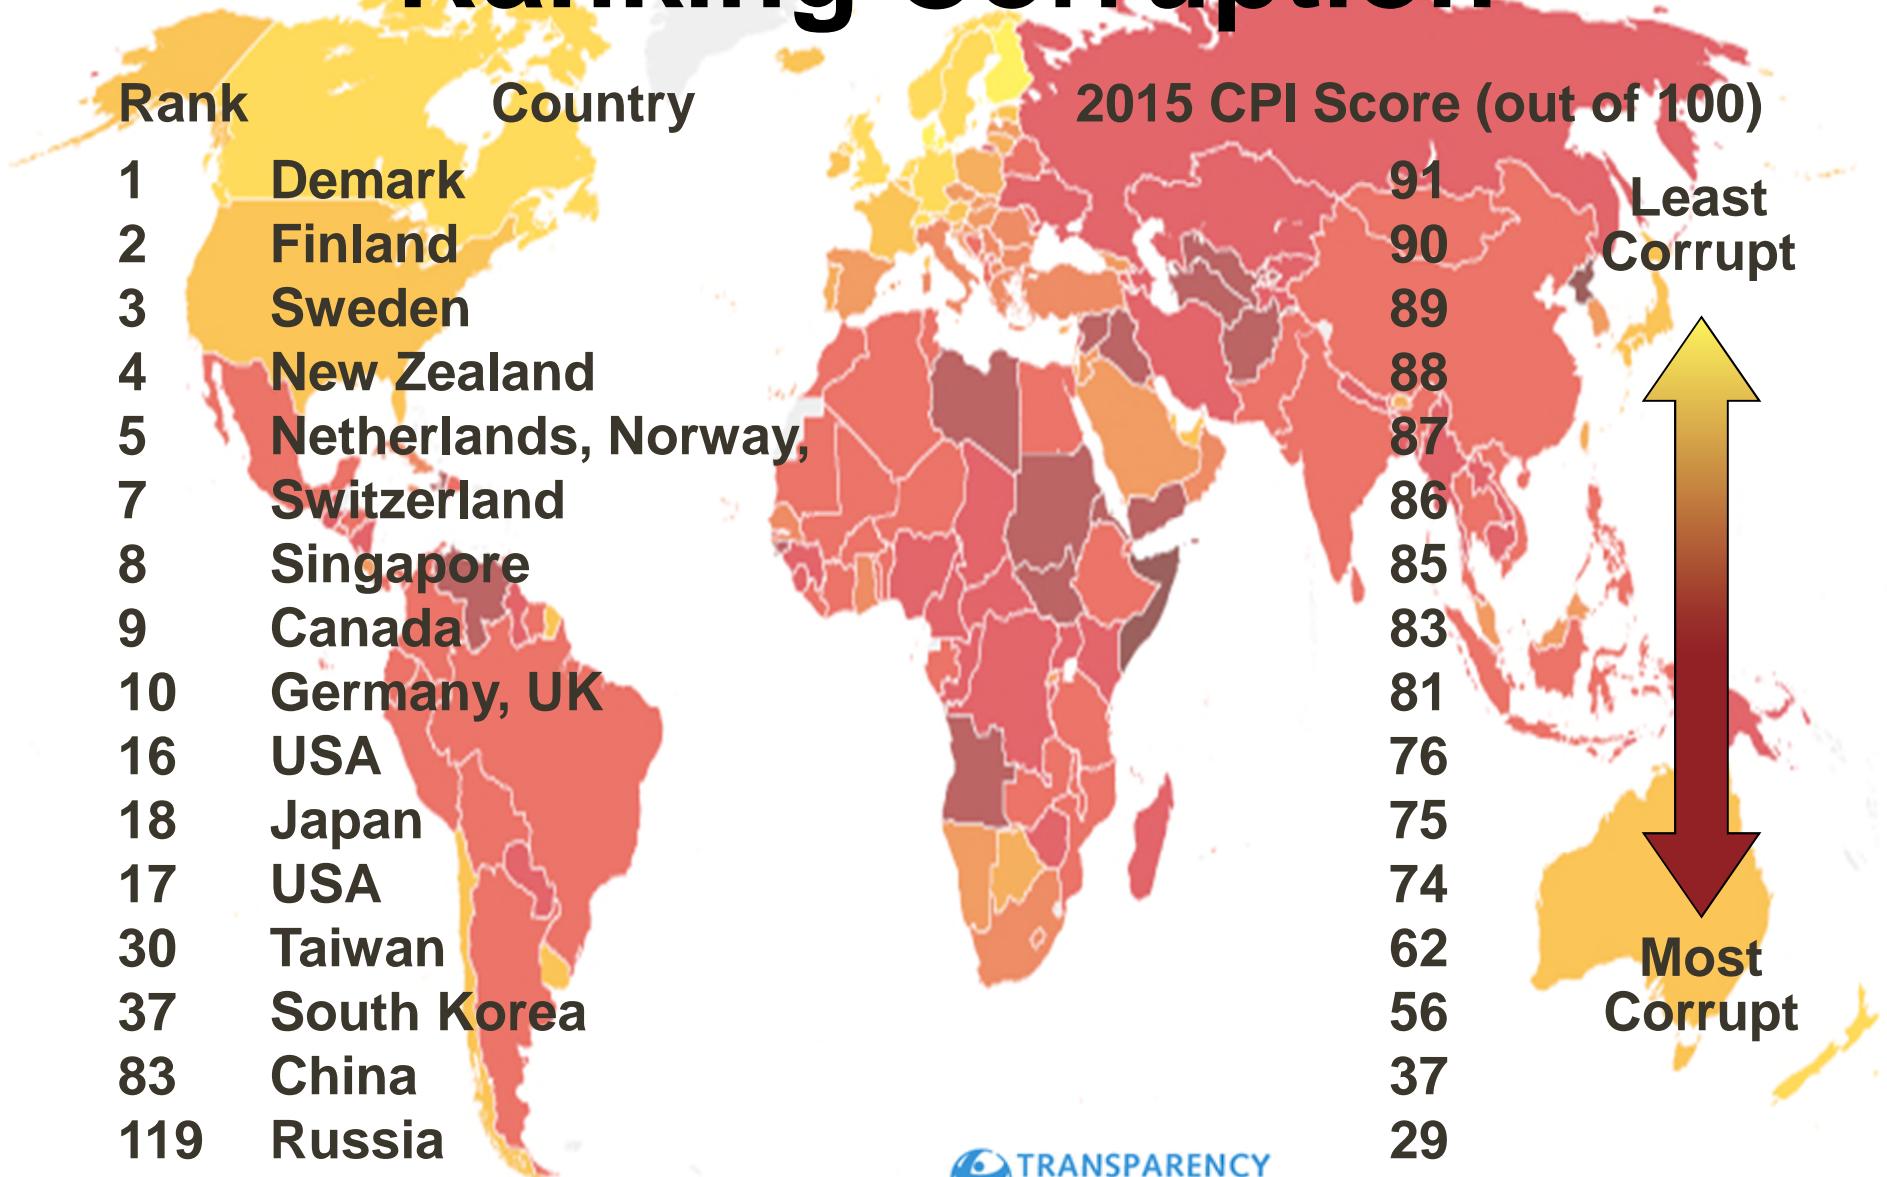 Ranking Corruption
Rank Country 2015 CPI Score (out of 100)
1 Demark 91
2 Finland 90
3 Sweden 89
4 New Zealand 88
5 Netherlands, Norway, 87
7 Switzerland 86
8 Singapore 85
9 Canada 83
10 Germany, UK 81
16 USA 76
18 Japan 75
17 USA 74
30 Taiwan 62
37 South Korea 56
83 China 37
119 Russia 29
Least
Corrupt
Most
Corrupt
TRANSPARENCY